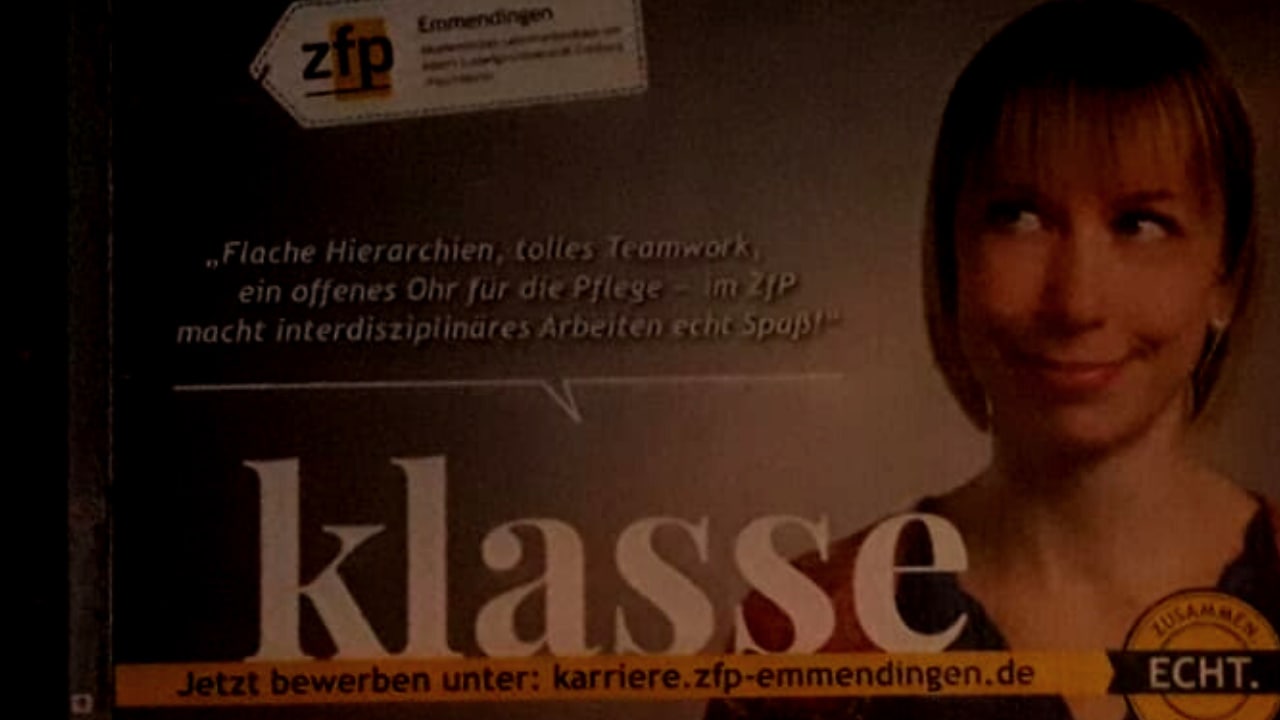 zfp
Emmendingen
„Flache Hierarchien, tolles Teamwork,
ein offenes Ohr für die Pflege – im ZfP
macht interdisziplinäres Arbeiten echt Spaß!“
klasse
Jetzt bewerben unter: karriere.zfp-emmendingen.de
ZUSAMMEN
ECHT.